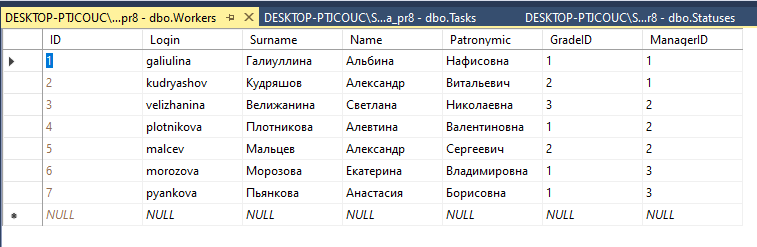 DESKTOP-PTJCOUC\...pr8 - dbo.Workers DESKTOP-PTJCOUC\S...a_pr8 - dbo.Tasks DESKTOP-PTJCOUC\S...r8 - dbo.Statuses
ID Login Surname Name Patronymic GradeID ManagerID
1 galiulina Галиуллина Альбина Нафисовна 1 1
2 kudryashov Кудряшов Александр Витальевич 2 1
3 velizhanina Велижанина Светлана Николаевна 3 2
4 plotnikova Плотникова Алевтина Валентиновна 1 2
5 malcev Мальцев Александр Сергеевич 2 2
6 morozova Морозова Екатерина Владимировна 1 3
7 pyankova Пьянкова Анастасия Борисовна 1 3
NULL NULL NULL NULL NULL NULL NULL